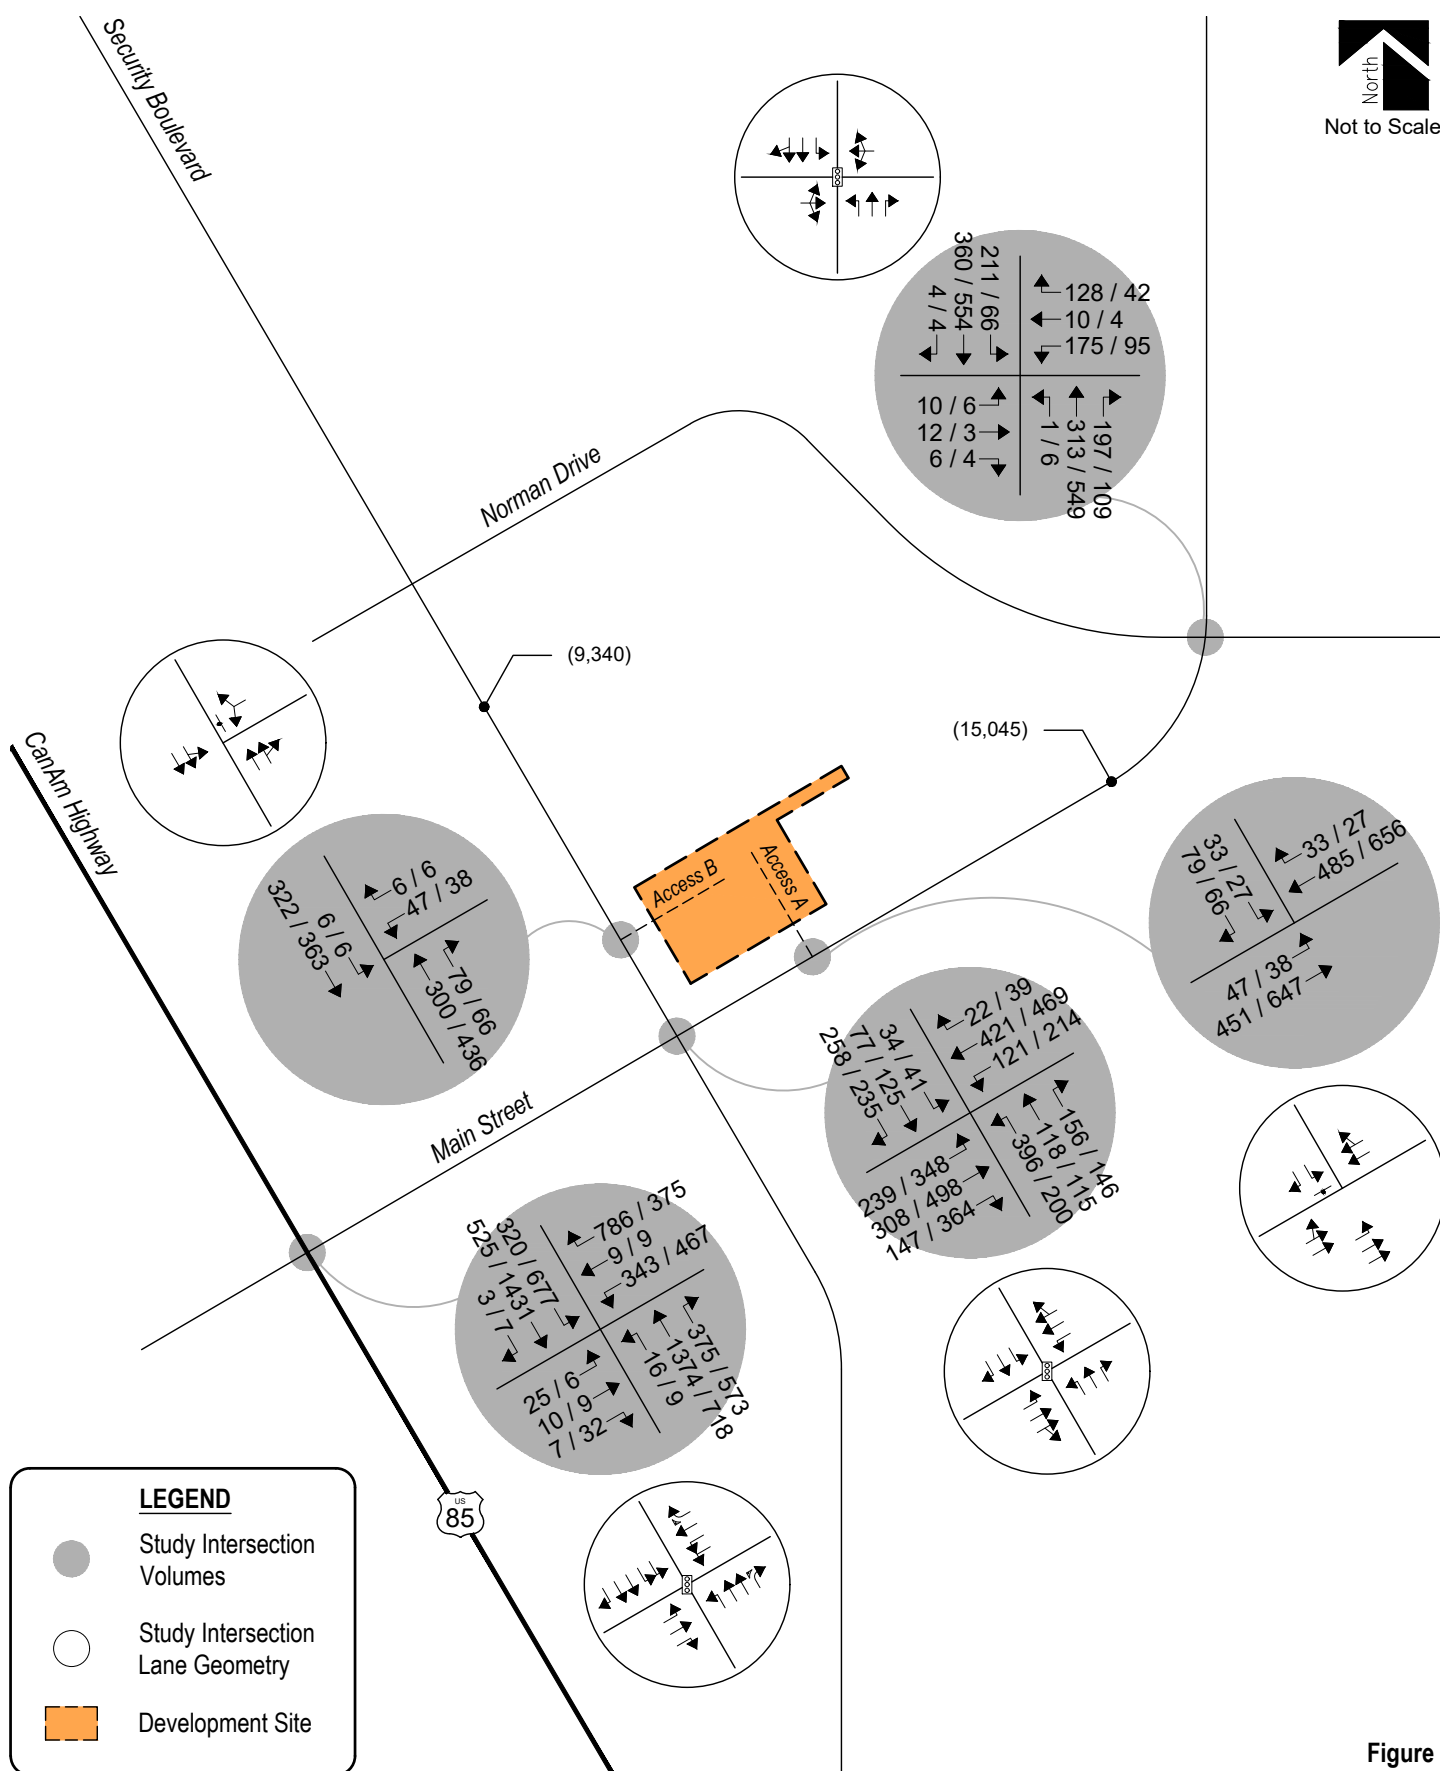 Security Boulevard
North
Not to Scale
211 / 66
360 / 554
4 / 4
128 / 42
10 / 4
175 / 95
10 / 6
12 / 3
6 / 4
197 / 109
313 / 549
1 / 6
Norman Drive
(9,340)
(15,045)
CanAm Highway
Access B
Access A
6 / 6
47 / 38
6 / 6
322 / 363
79 / 66
300 / 436
33 / 27
485 / 656
33 / 27
79 / 66
47 / 38
451 / 647
22 / 39
421 / 469
121 / 214
34 / 41
77 / 125
258 / 235
239 / 348
308 / 498
147 / 364
156 / 146
118 / 115
396 / 200
Main Street
786 / 375
9 / 9
343 / 467
320 / 677
525 / 1431
3 / 7
25 / 6
10 / 9
7 / 32
375 / 573
1374 / 718
16 / 9
US
85
LEGEND
Study Intersection
Volumes
Study Intersection
Lane Geometry
Development Site
Figure